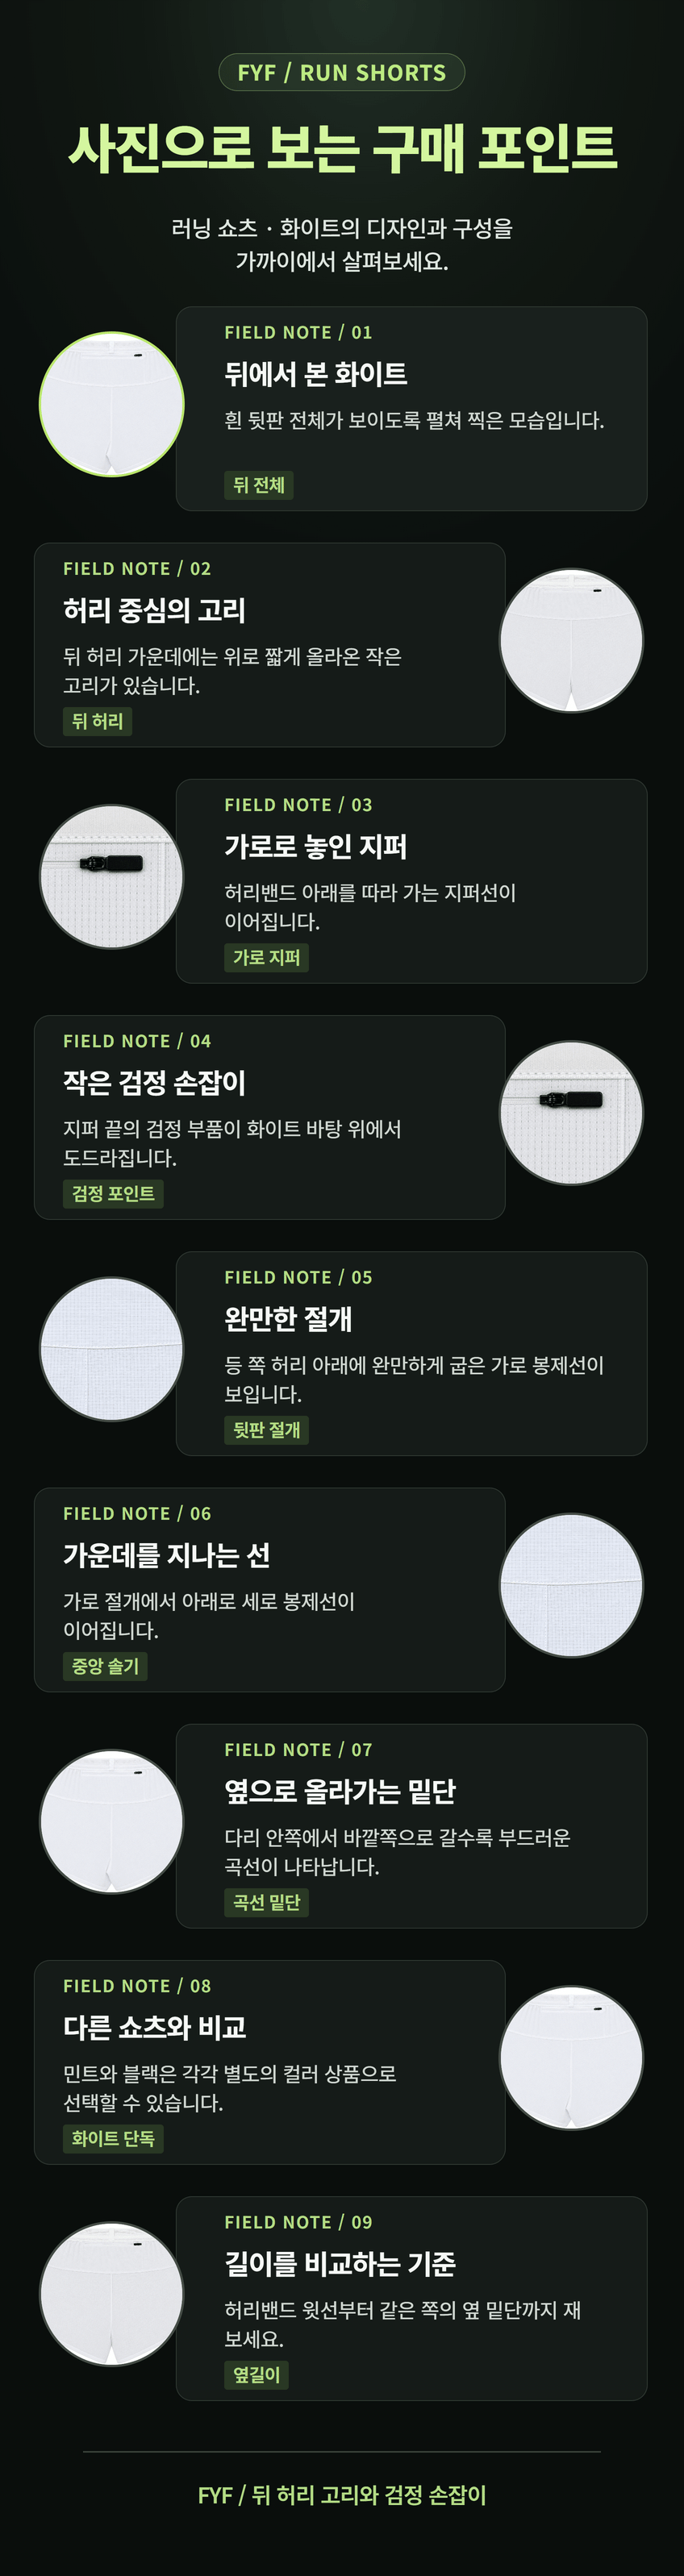 FYF / RUN SHORTS
사진으로 보는 구매 포인트
러닝 쇼츠 · 화이트의 디자인과 구성을
가까이에서 살펴보세요.
FIELD NOTE / 01
뒤에서 본 화이트
흰 뒷판 전체가 보이도록 펼쳐 찍은 모습입니다.
뒤 전체
FIELD NOTE / 02
허리 중심의 고리
뒤 허리 가운데에는 위로 짧게 올라온 작은
고리가 있습니다.
뒤 허리
FIELD NOTE / 03
가로로 놓인 지퍼
허리밴드 아래를 따라 가는 지퍼선이
이어집니다.
가로 지퍼
FIELD NOTE / 04
작은 검정 손잡이
지퍼 끝의 검정 부품이 화이트 바탕 위에서
도드라집니다.
검정 포인트
FIELD NOTE / 05
완만한 절개
등 쪽 허리 아래에 완만하게 굽은 가로 봉제선이
보입니다.
뒷판 절개
FIELD NOTE / 06
가운데를 지나는 선
가로 절개에서 아래로 세로 봉제선이
이어집니다.
중앙 솔기
FIELD NOTE / 07
옆으로 올라가는 밑단
다리 안쪽에서 바깥쪽으로 갈수록 부드러운
곡선이 나타납니다.
곡선 밑단
FIELD NOTE / 08
다른 쇼츠와 비교
민트와 블랙은 각각 별도의 컬러 상품으로
선택할 수 있습니다.
화이트 단독
FIELD NOTE / 09
길이를 비교하는 기준
허리밴드 윗선부터 같은 쪽의 옆 밑단까지 재
보세요.
옆길이
FYF / 뒤 허리 고리와 검정 손잡이